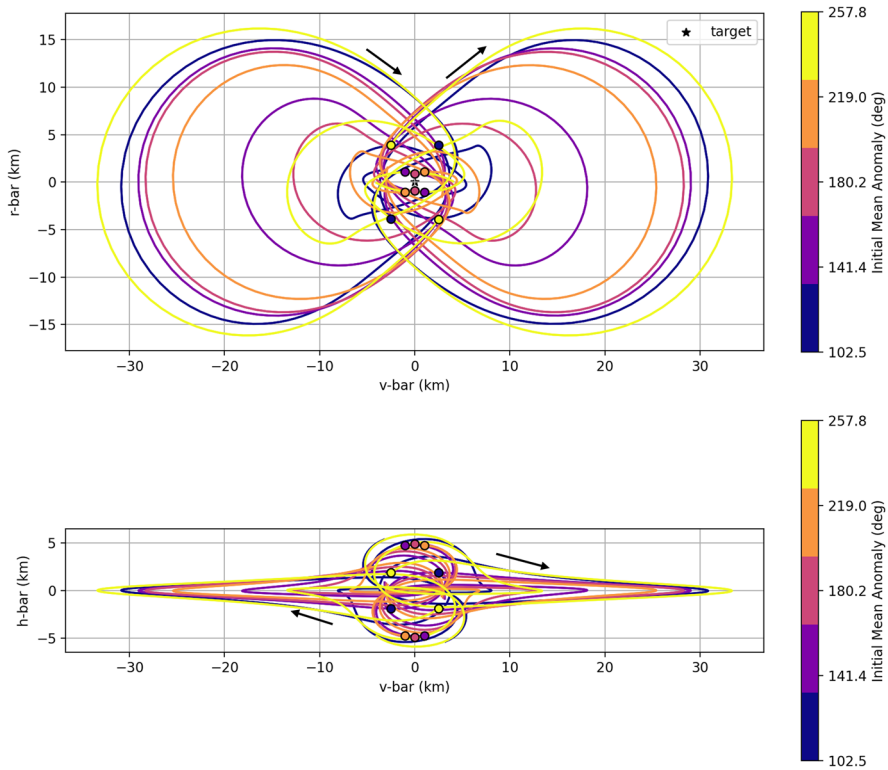 target
15
10
5
0
−5
−10
−15
r-bar (km)
−30 −20 −10 0 10 20 30
v-bar (km)
257.8
219.0
180.2
141.4
102.5
Initial Mean Anomaly (deg)
5
0
−5
h-bar (km)
−30 −20 −10 0 10 20 30
v-bar (km)
257.8
219.0
180.2
141.4
102.5
Initial Mean Anomaly (deg)